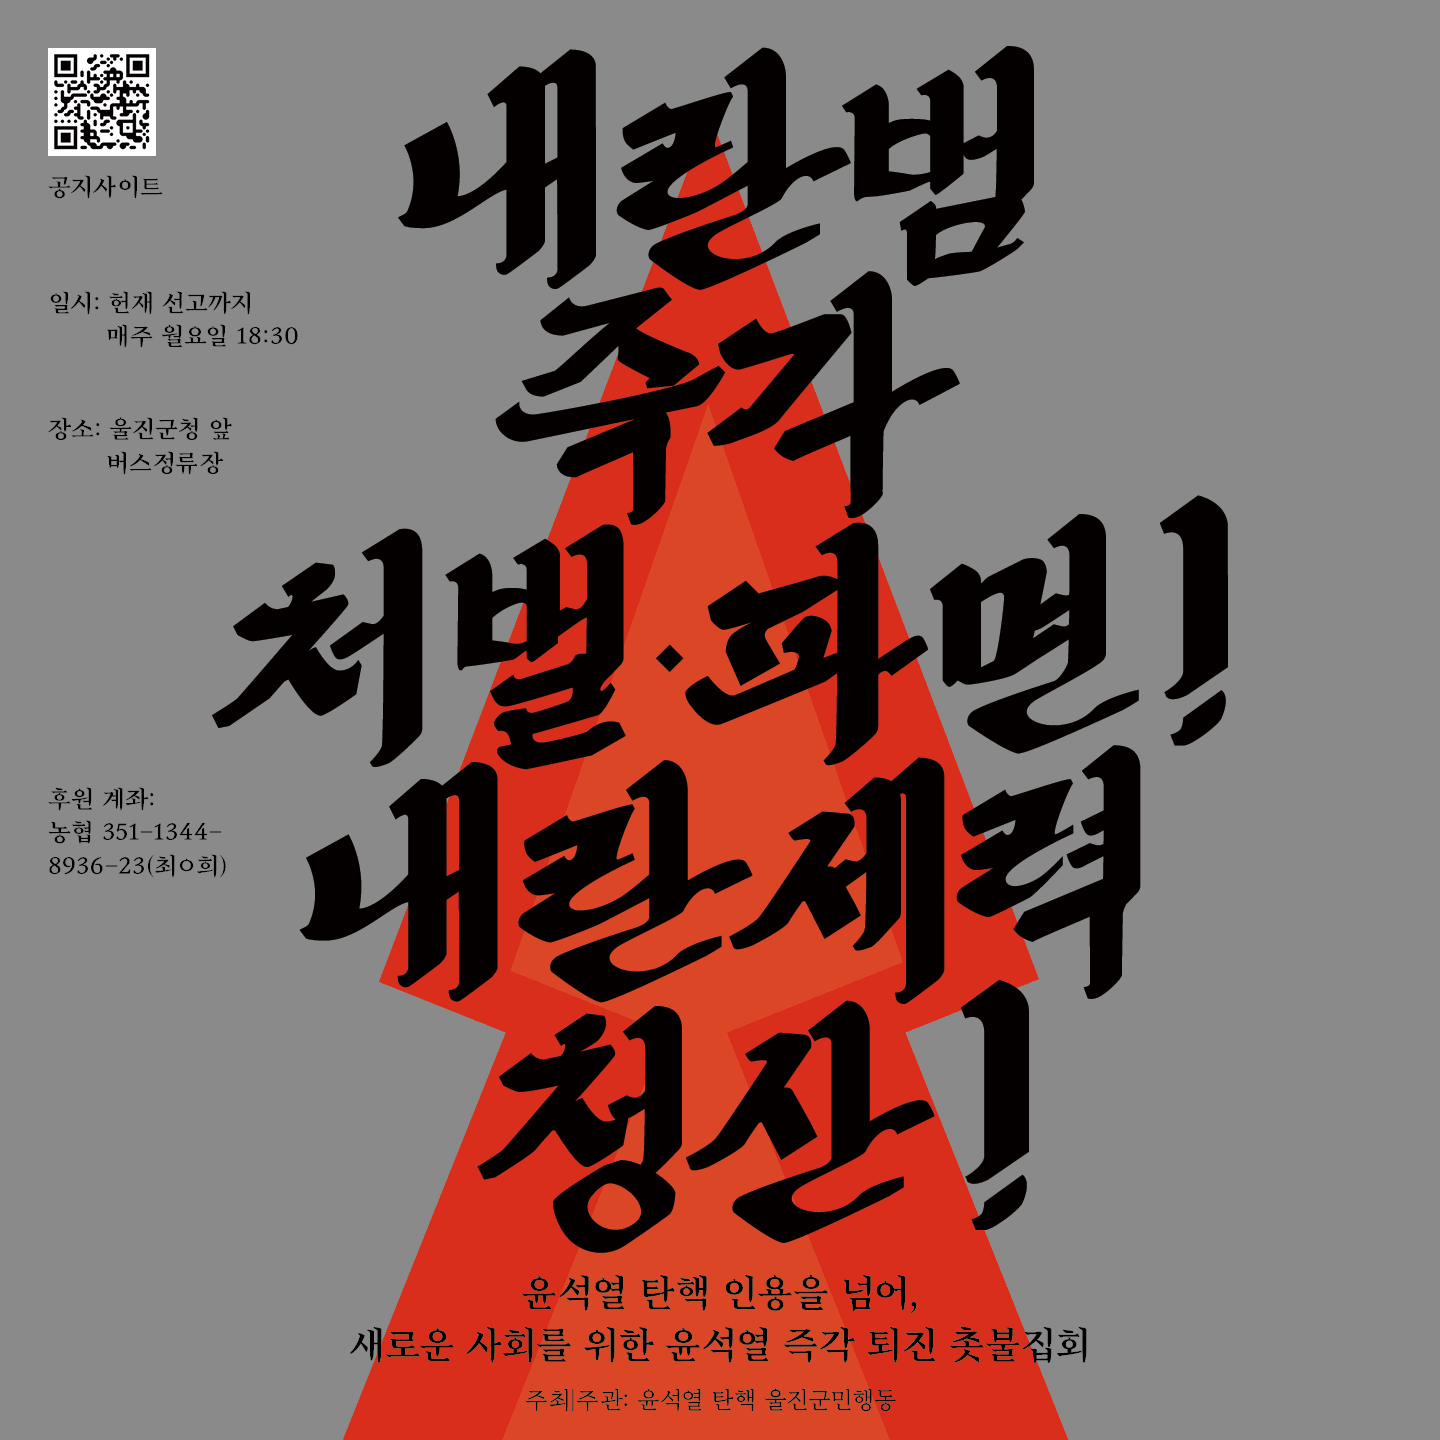 공지사이트
일시: 헌재 선고까지
매주 월요일 18:30
장소: 울진군청 앞
버스정류장
후원 계좌:
농협 351-1344-
8936-23(최ㅇ희)
내란범
즉각
처벌·파면!
내란세력
청산!
윤석열 탄핵 인용을 넘어,
새로운 사회를 위한 윤석열 즉각 퇴진 촛불집회
주최|주관: 윤석열 탄핵 울진군민행동